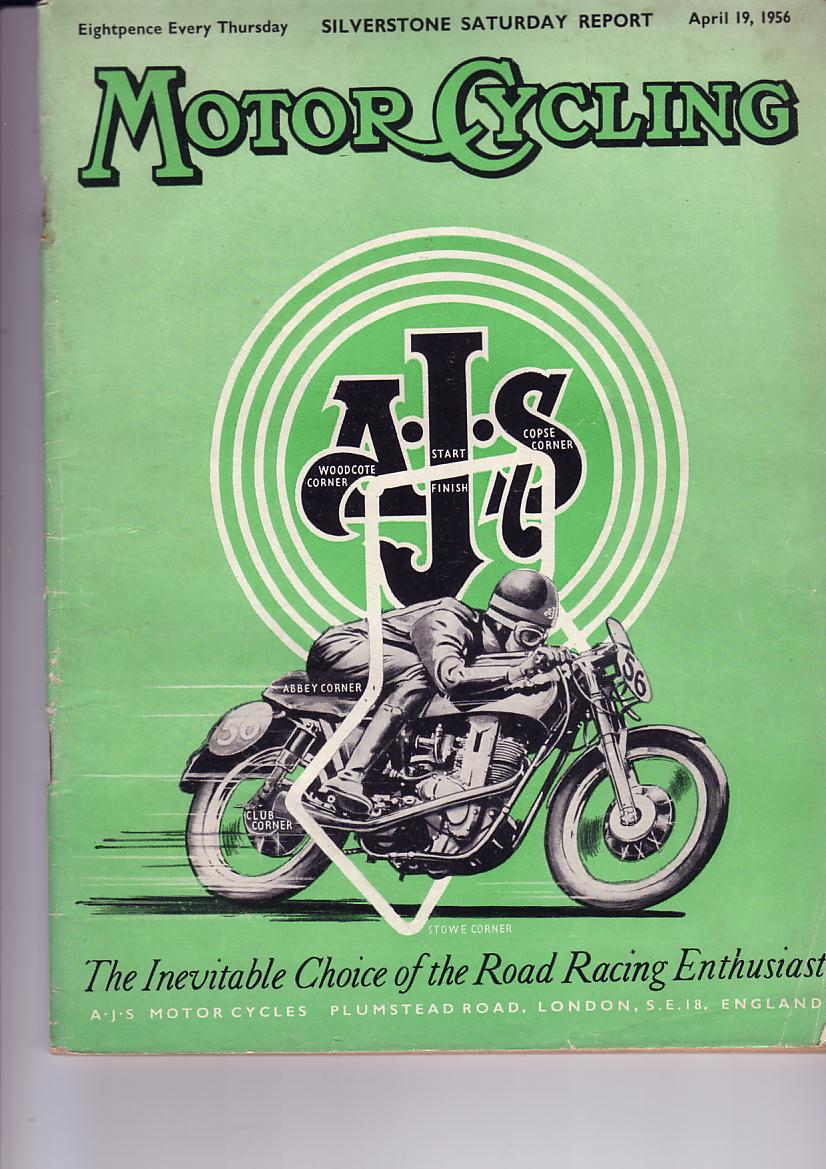 Eightpence Every Thursday SILVERSTONE SATURDAY REPORT April 19, 1956
MOTOR CYCLING
A·J·S
COPSE
CORNER
START
WOODCOTE
CORNER
FINISH
56
ABBEY CORNER
56
CLUB
CORNER
STOWE CORNER
The Inevitable Choice of the Road Racing Enthusiast
A·J·S MOTOR CYCLES PLUMSTEAD ROAD, LONDON, S.E.18, ENGLAND